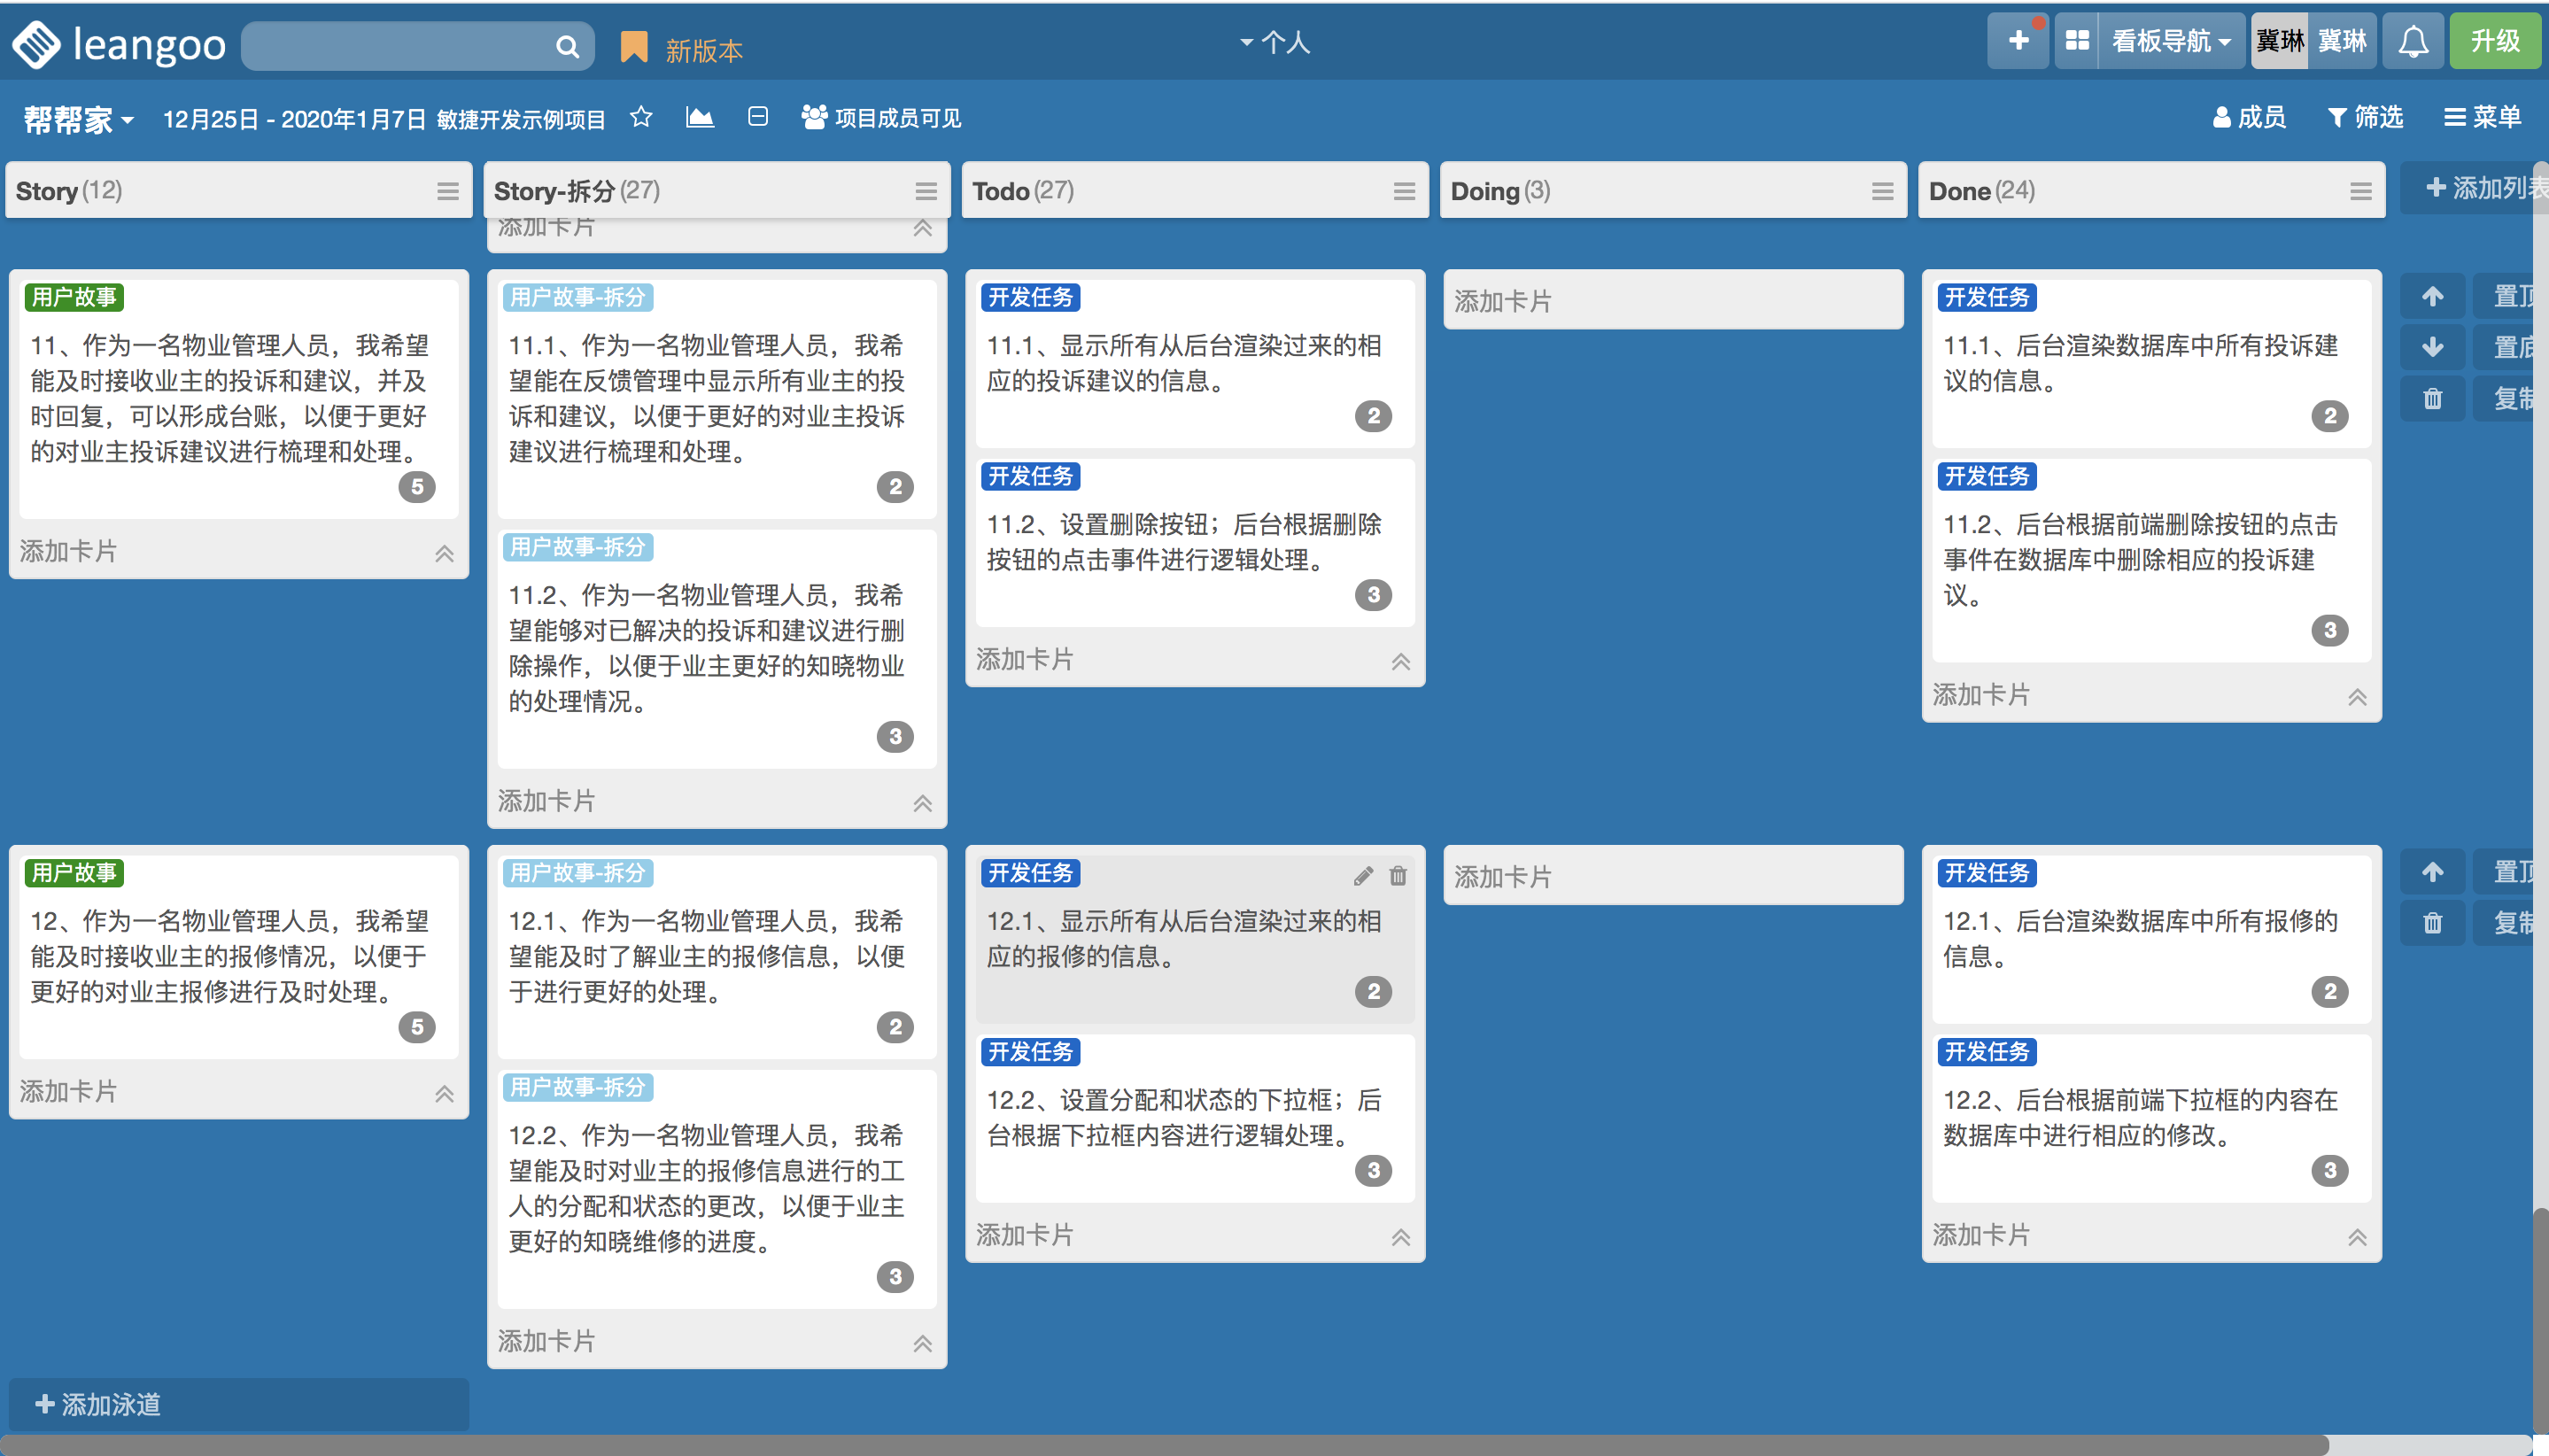 leangoo
新版本
个人
看板导航
冀琳 冀琳
升级
帮帮家
12月25日 - 2020年1月7日 敏捷开发示例项目
项目成员可见
成员
筛选
菜单
Story (12)
Story-拆分 (27)
Todo (27)
Doing (3)
Done (24)
添加列表
添加卡片
用户故事
11、作为一名物业管理人员，我希望
能及时接收业主的投诉和建议，并及
时回复，可以形成台账，以便于更好
的对业主投诉建议进行梳理和处理。
5
添加卡片
用户故事-拆分
11.1、作为一名物业管理人员，我希
望能在反馈管理中显示所有业主的投
诉和建议，以便于更好的对业主投诉
建议进行梳理和处理。
2
用户故事-拆分
11.2、作为一名物业管理人员，我希
望能够对已解决的投诉和建议进行删
除操作，以便于业主更好的知晓物业
的处理情况。
3
添加卡片
开发任务
11.1、显示所有从后台渲染过来的相
应的投诉建议的信息。
2
开发任务
11.2、设置删除按钮；后台根据删除
按钮的点击事件进行逻辑处理。
3
添加卡片
添加卡片
开发任务
11.1、后台渲染数据库中所有投诉建
议的信息。
2
开发任务
11.2、后台根据前端删除按钮的点击
事件在数据库中删除相应的投诉建
议。
3
添加卡片
置顶
置底
复制
用户故事
12、作为一名物业管理人员，我希望
能及时接收业主的报修情况，以便于
更好的对业主报修进行及时处理。
5
添加卡片
用户故事-拆分
12.1、作为一名物业管理人员，我希
望能及时了解业主的报修信息，以便
于进行更好的处理。
2
用户故事-拆分
12.2、作为一名物业管理人员，我希
望能及时对业主的报修信息进行的工
人的分配和状态的更改，以便于业主
更好的知晓维修的进度。
3
添加卡片
开发任务
12.1、显示所有从后台渲染过来的相
应的报修的信息。
2
开发任务
12.2、设置分配和状态的下拉框；后
台根据下拉框内容进行逻辑处理。
3
添加卡片
添加卡片
开发任务
12.1、后台渲染数据库中所有报修的
信息。
2
开发任务
12.2、后台根据前端下拉框的内容在
数据库中进行相应的修改。
3
添加卡片
置顶
复制
添加泳道